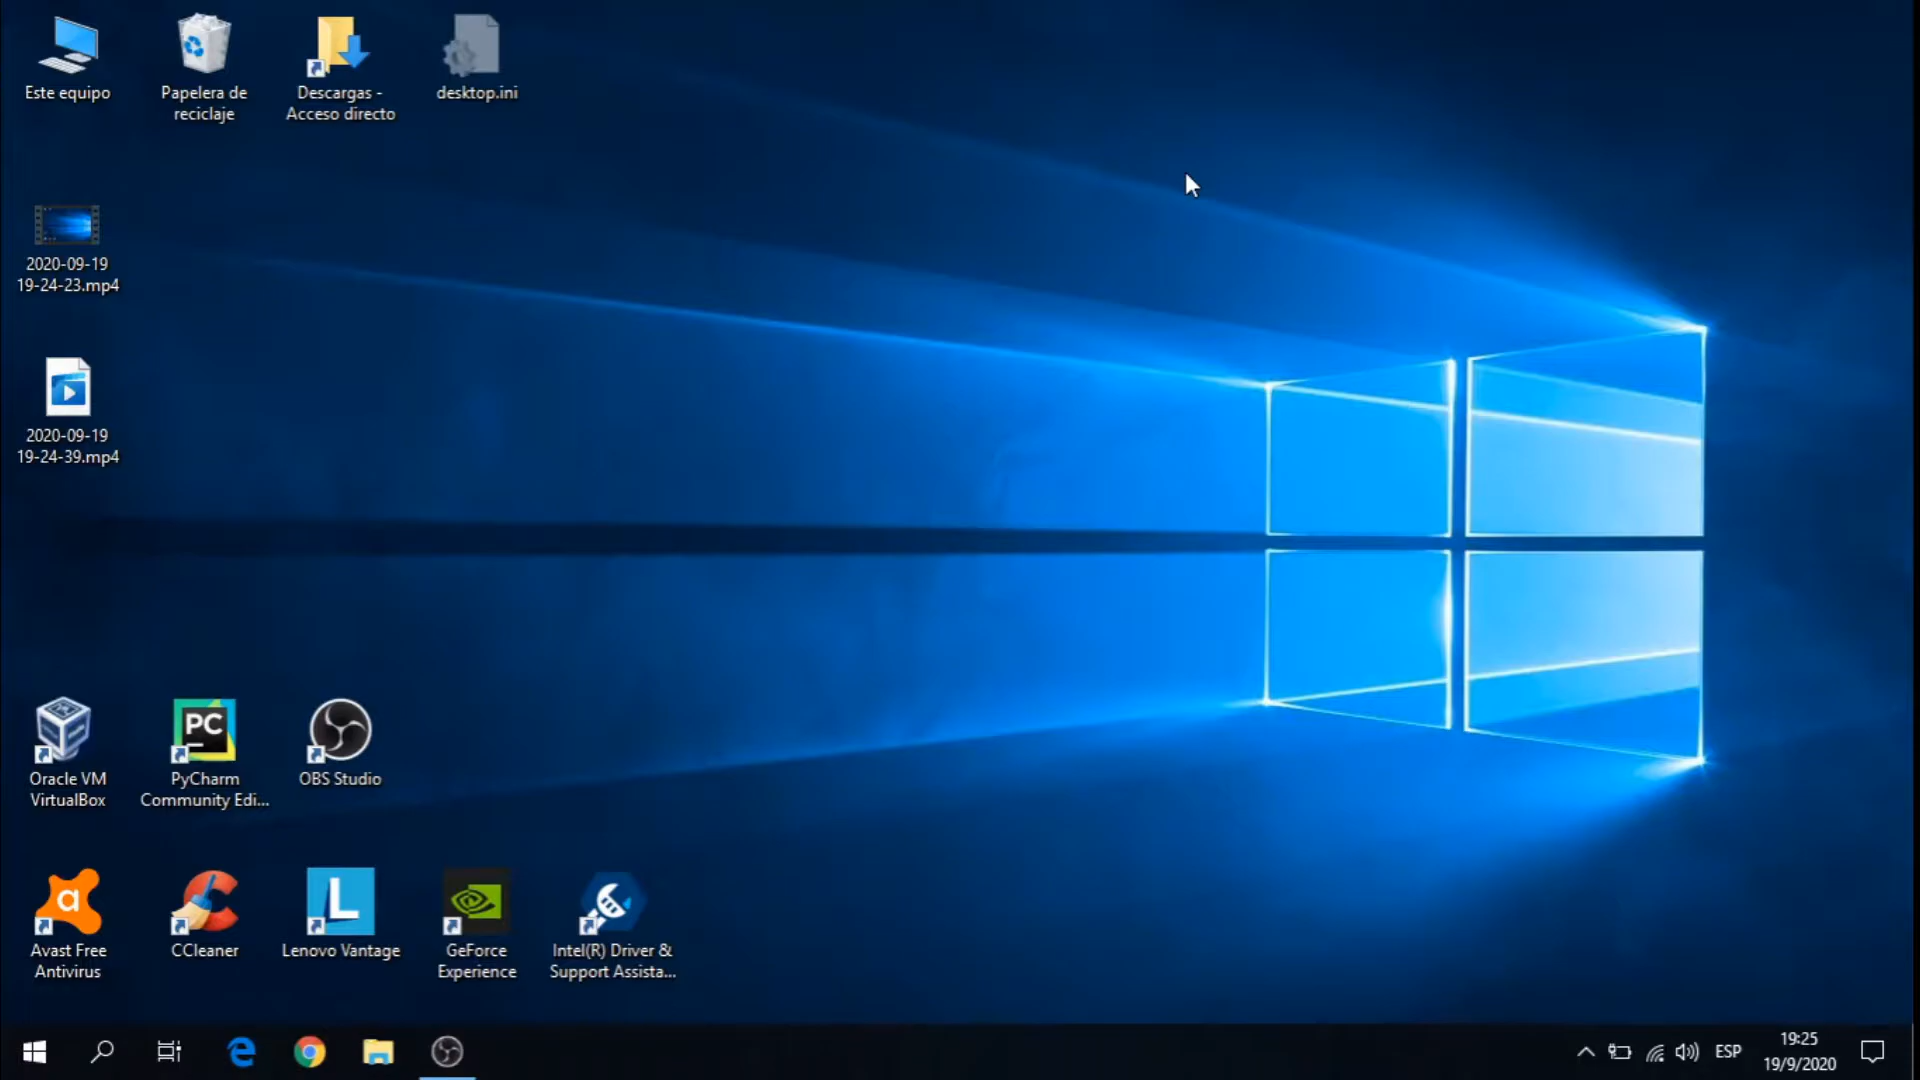 Este equipo
Papelera de
reciclaje
Descargas -
Acceso directo
desktop.ini
2020-09-19
19-24-23.mp4
2020-09-19
19-24-39.mp4
Oracle VM
VirtualBox
PC
PyCharm
Community Edi...
OBS Studio
a
Avast Free
Antivirus
CCleaner
L
Lenovo Vantage
GeForce
Experience
Intel(R) Driver &
Support Assista...
ESP
19:25
19/9/2020